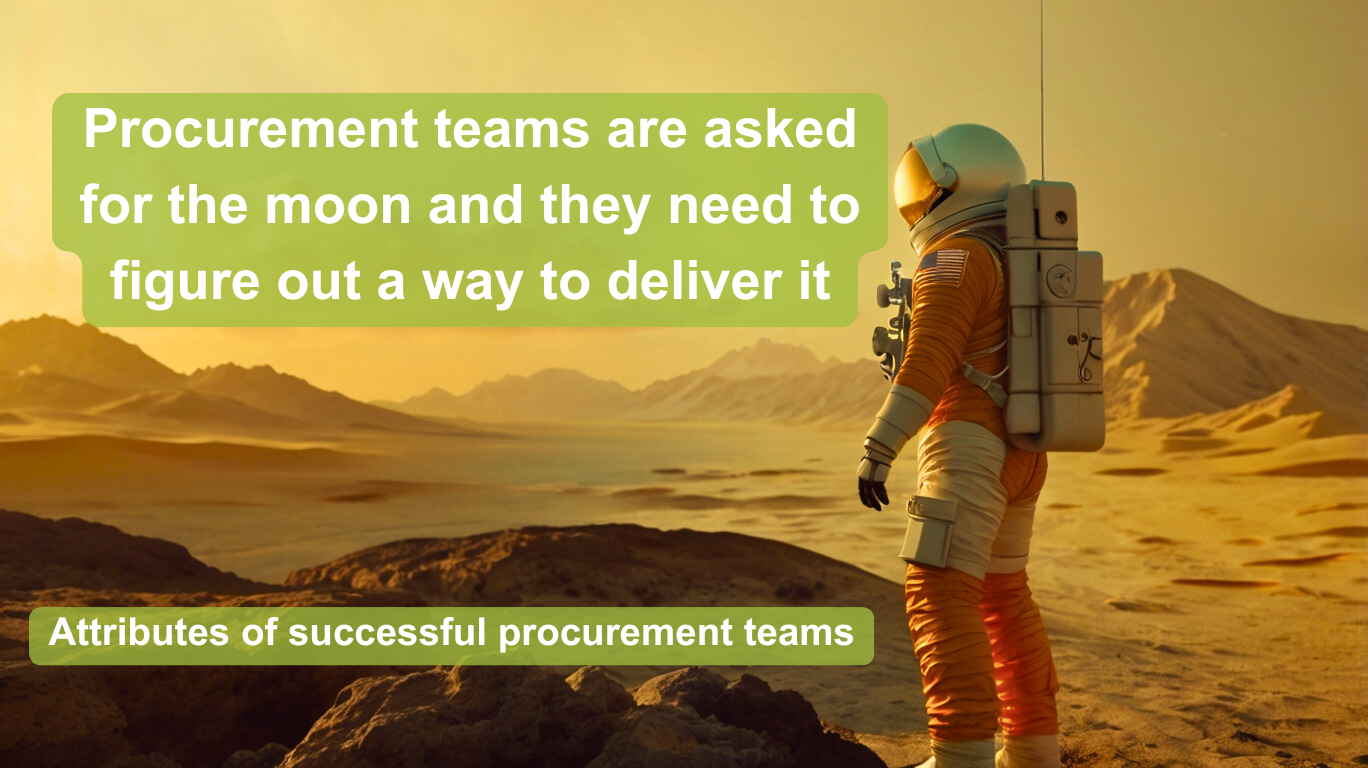 Procurement teams are asked
for the moon and they need to
figure out a way to deliver it
Attributes of successful procurement teams